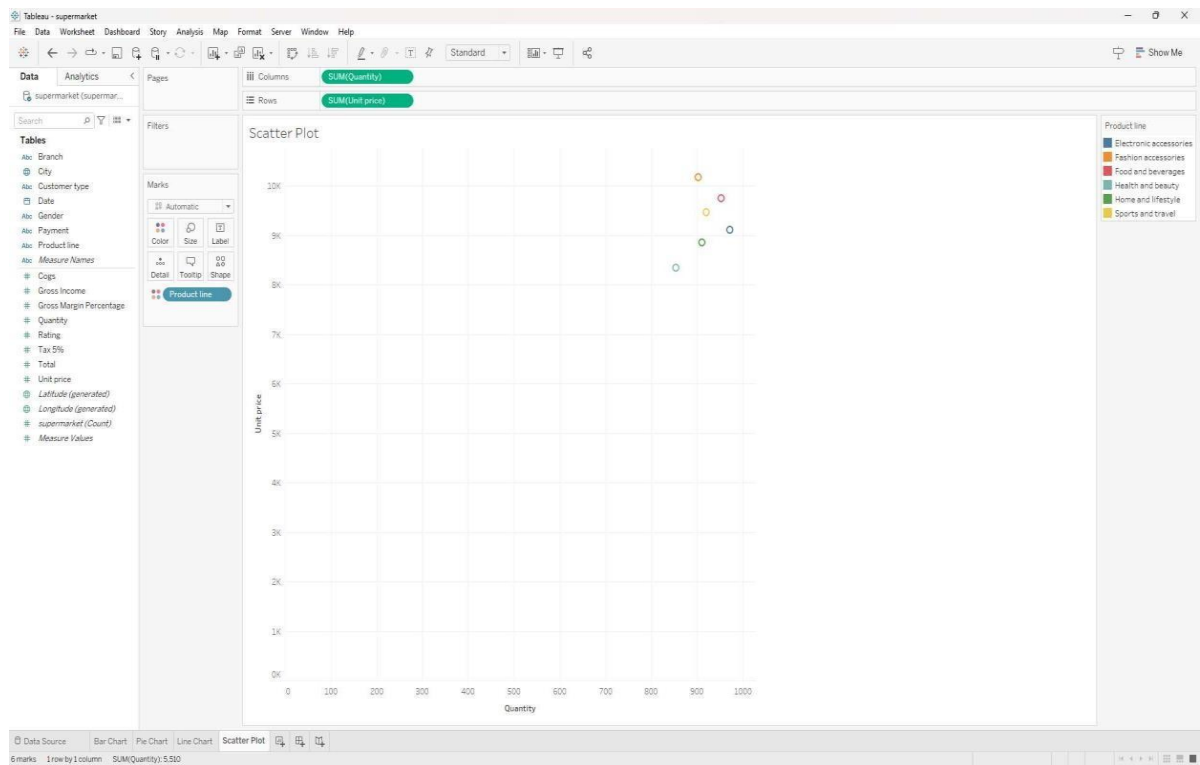 Tableau - supermarket
File Data Worksheet Dashboard Story Analysis Map Format Server Window Help
Standard
Show Me
Data Analytics
supermarket (supermar...
Search
Tables
Abc Branch
City
Abc Customer type
Date
Abc Gender
Abc Payment
Abc Product line
Abc Measure Names
# Cogs
# Gross Income
# Gross Margin Percentage
# Quantity
# Rating
# Tax 5%
# Total
# Unit price
Latitude (generated)
Longitude (generated)
# supermarket (Count)
# Measure Values
Pages
Filters
Marks
Automatic
Color Size Label
Detail Tooltip Shape
Product line
Columns SUM(Quantity)
Rows SUM(Unit price)
Scatter Plot
10K
9K
8K
7K
6K
5K
4K
3K
2K
1K
0K
Unit price
0 100 200 300 400 500 600 700 800 900 1000
Quantity
Product line
Electronic accessories
Fashion accessories
Food and beverages
Health and beauty
Home and lifestyle
Sports and travel
Data Source Bar Chart Pie Chart Line Chart Scatter Plot
6 marks 1 row by 1 column SUM(Quantity): 5,510